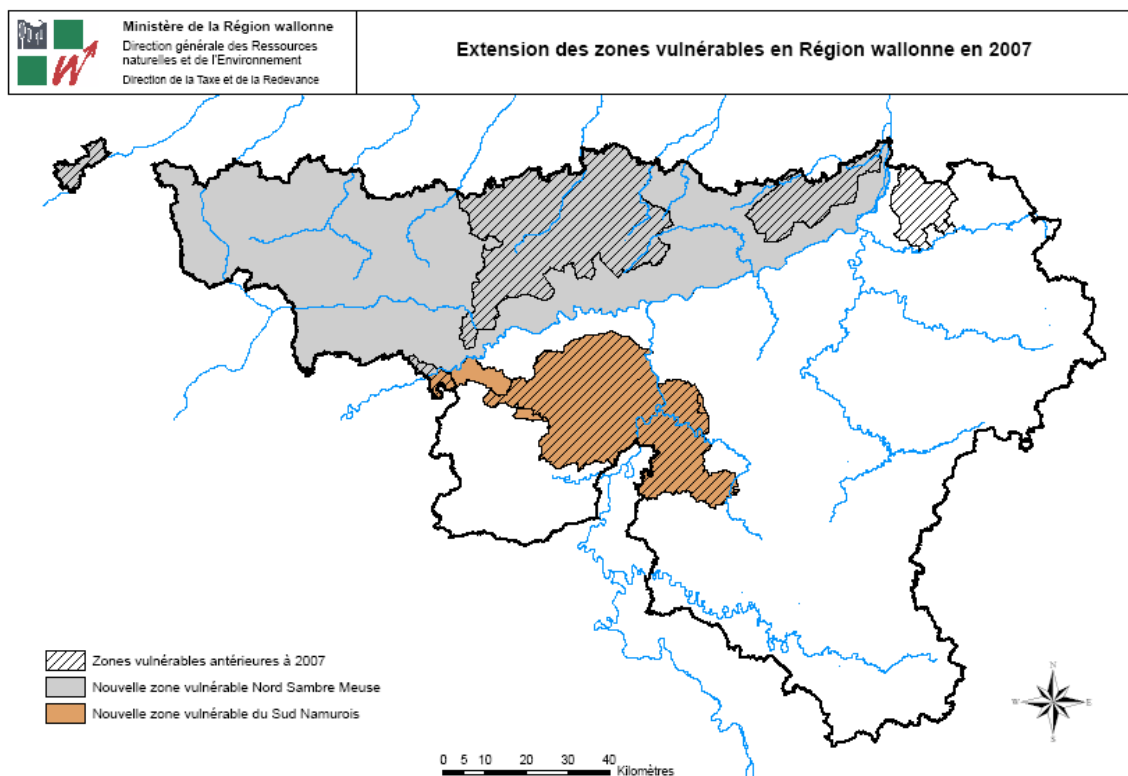 Ministère de la Région wallonne
Direction générale des Ressources
naturelles et de l'Environnement
Direction de la Taxe et de la Redevance
Extension des zones vulnérables en Région wallonne en 2007
Zones vulnérables antérieures à 2007
Nouvelle zone vulnérable Nord Sambre Meuse
Nouvelle zone vulnérable du Sud Namurois
N
W E
S
0 5 10 20 30 40
Kilomètres